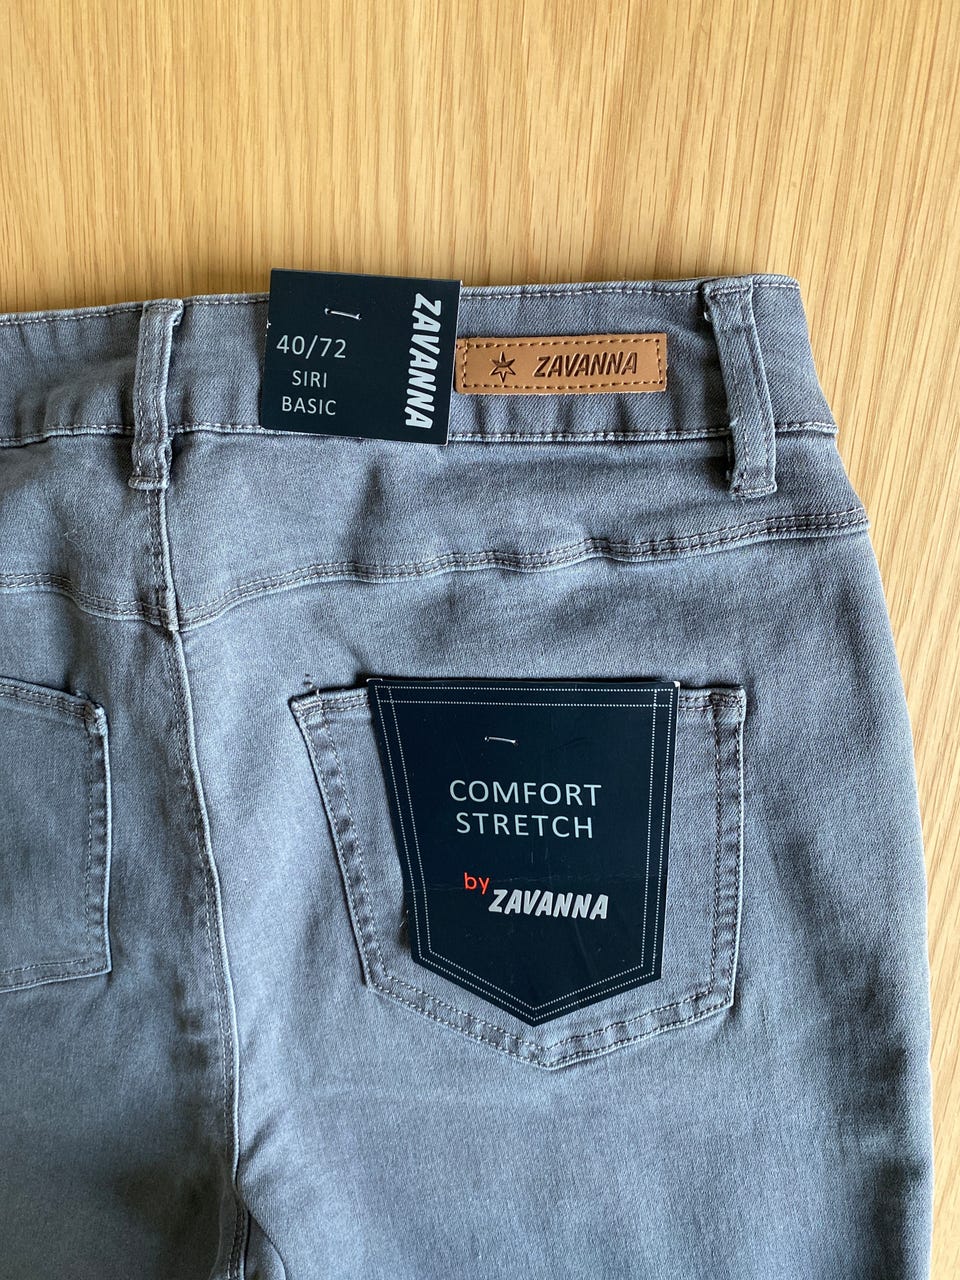 40/72
SIRI
BASIC
ZAVANNA
ZAVANNA
COMFORT
STRETCH
by
ZAVANNA